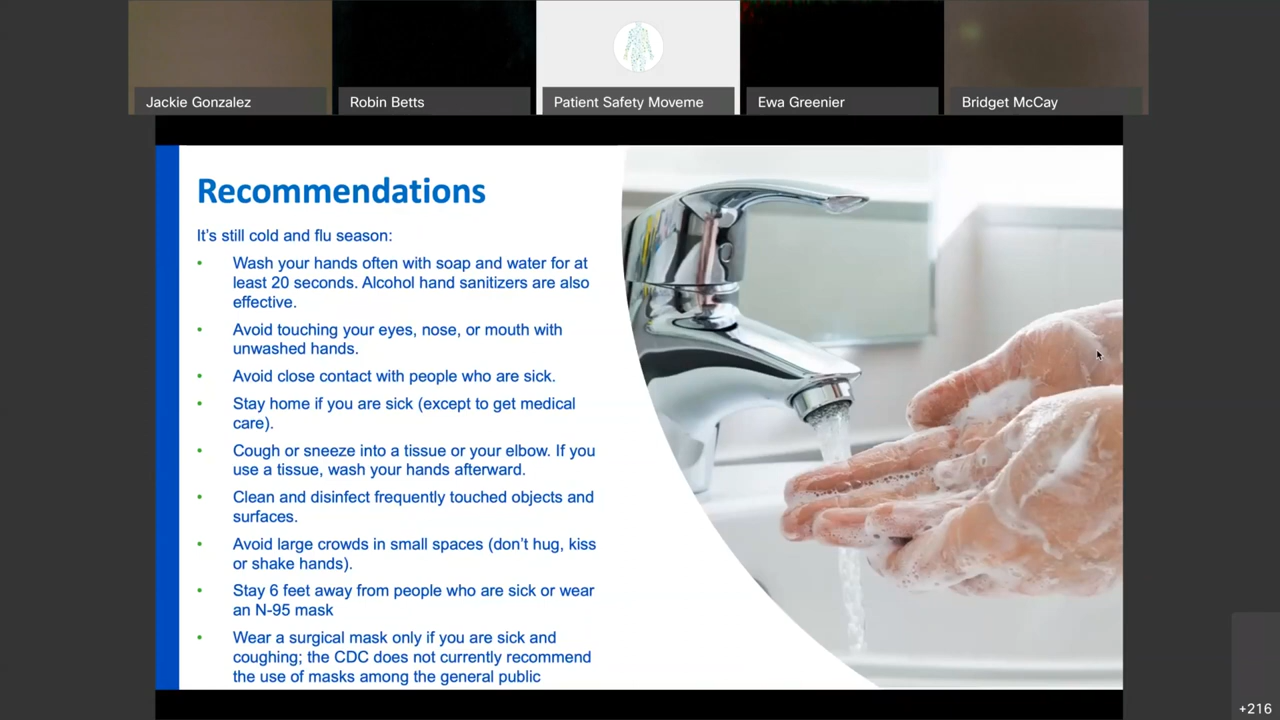 Jackie Gonzalez
Robin Betts
Patient Safety Moveme
Ewa Greenier
Bridget McCay
Recommendations
It's still cold and flu season:
• Wash your hands often with soap and water for at
least 20 seconds. Alcohol hand sanitizers are also
effective.
• Avoid touching your eyes, nose, or mouth with
unwashed hands.
• Avoid close contact with people who are sick.
• Stay home if you are sick (except to get medical
care).
• Cough or sneeze into a tissue or your elbow. If you
use a tissue, wash your hands afterward.
• Clean and disinfect frequently touched objects and
surfaces.
• Avoid large crowds in small spaces (don't hug, kiss
or shake hands).
• Stay 6 feet away from people who are sick or wear
an N-95 mask
• Wear a surgical mask only if you are sick and
coughing; the CDC does not currently recommend
the use of masks among the general public
+216